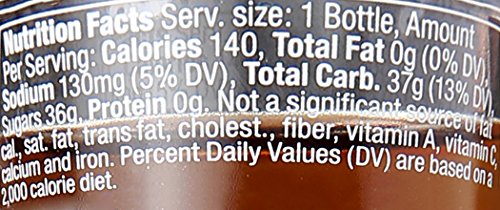 Nutrition Facts Serv. size: 1 Bottle, Amount
Per Serving: Calories 140, Total Fat 0g (0% DV),
Sodium 130mg (5% DV), Total Carb. 37g (13% DV),
Sugars 36g, Protein 0g. Not a significant source of fat
cal., sat. fat, trans fat, cholest., fiber, vitamin A, vitamin C,
calcium and iron. Percent Daily Values (DV) are based on a
2,000 calorie diet.